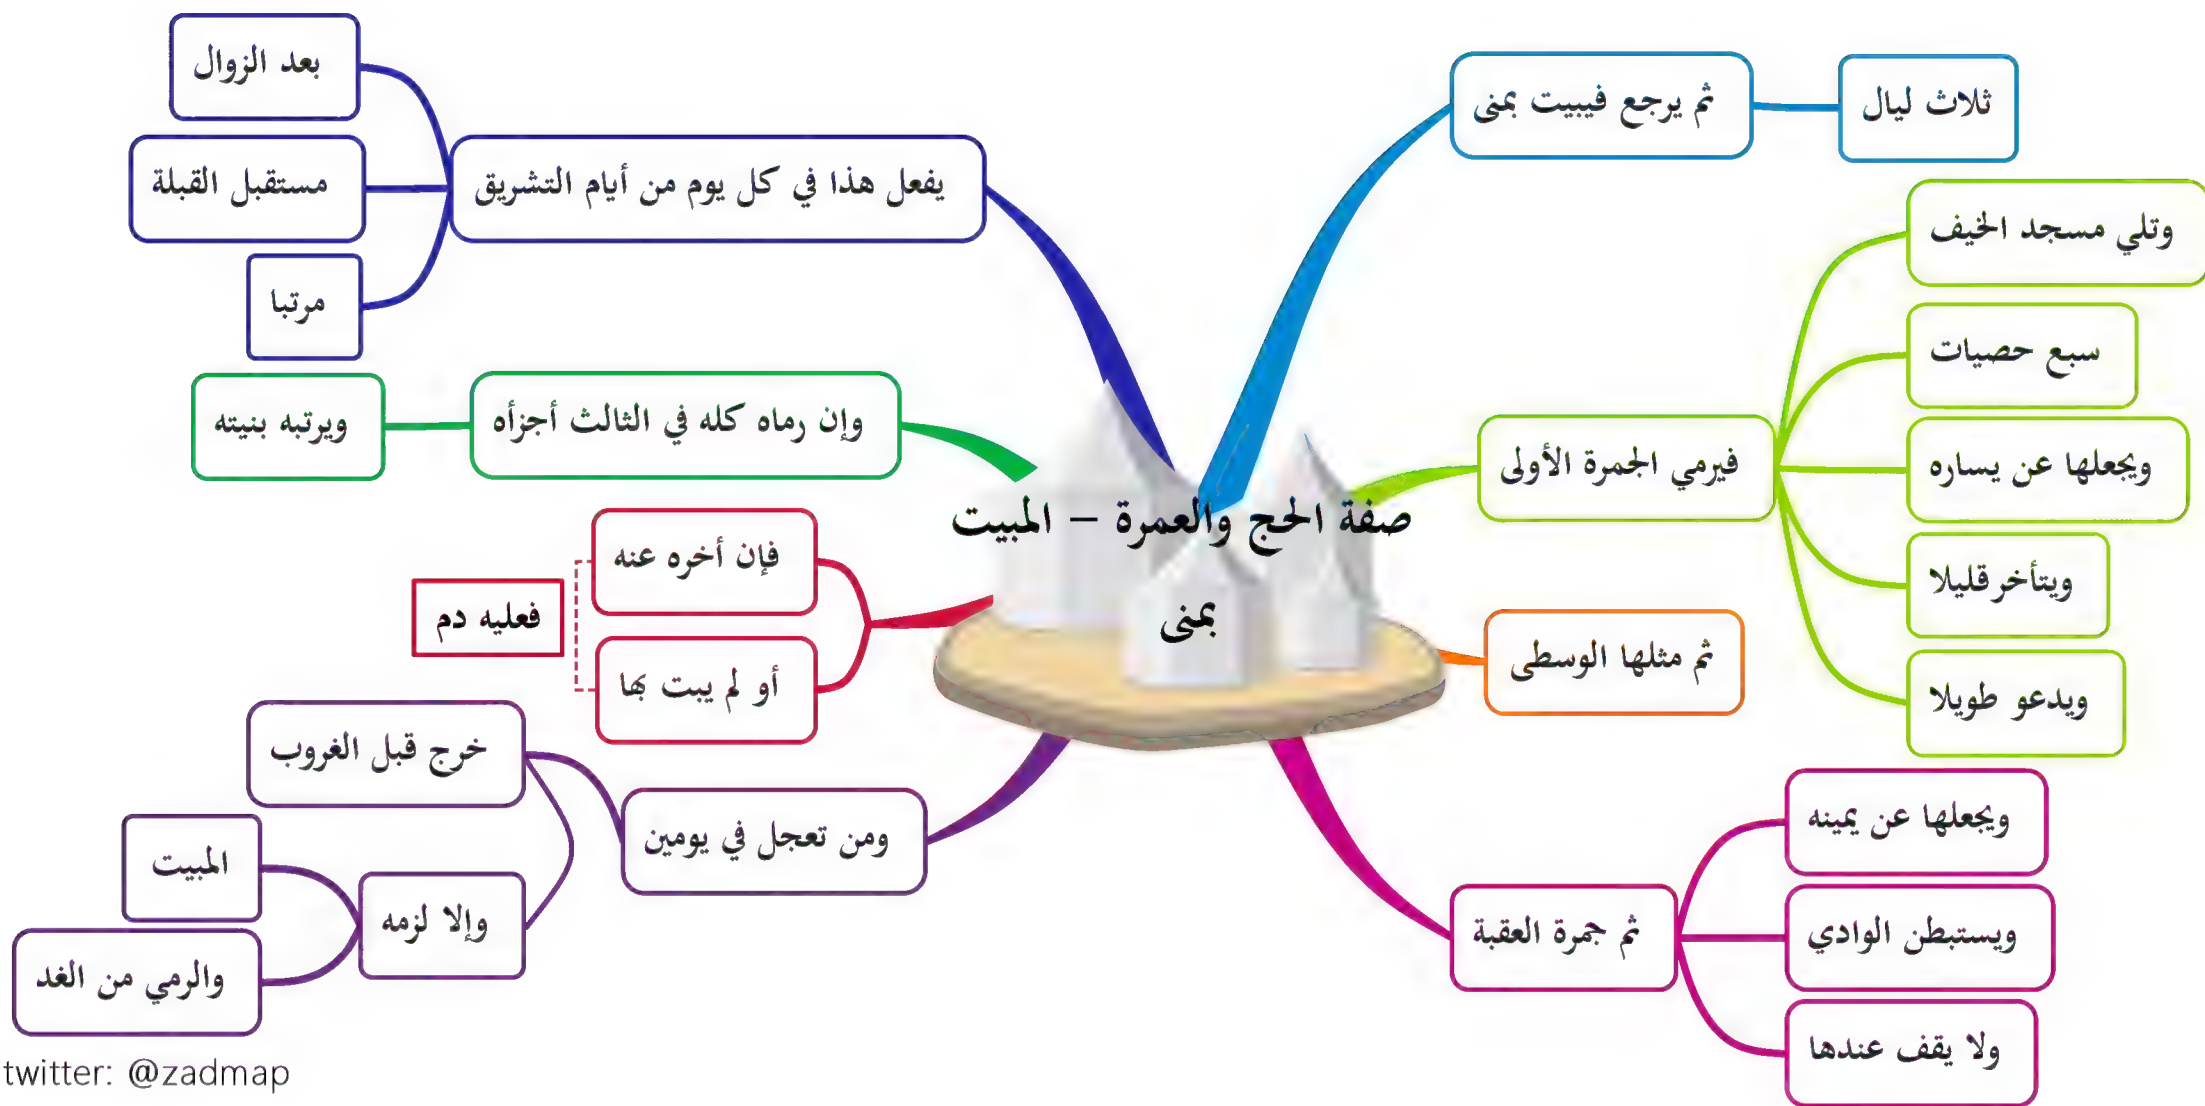 صفة الحج والعمرة – المبيت
بمنى
ثم يرجع فيبيت بمنى
ثلاث ليال
فيرمي الجمرة الأولى
وتلي مسجد الخيف
سبع حصيات
ويجعلها عن يساره
ويتأخر قليلا
ويدعو طويلا
ثم مثلها الوسطى
ثم جمرة العقبة
ويجعلها عن يمينه
ويستبطن الوادي
ولا يقف عندها
يفعل هذا في كل يوم من أيام التشريق
بعد الزوال
مستقبل القبلة
مرتبا
وإن رماه كله في الثالث أجزأه
ويرتبه بنيته
فإن أخره عنه
أو لم يبت بها
فعليه دم
ومن تعجل في يومين
خرج قبل الغروب
وإلا لزمه
المبيت
والرمي من الغد
twitter: @zadmap